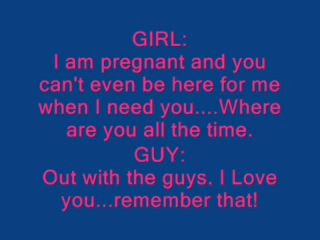 GIRL:
I am pregnant and you
can't even be here for me
when I need you....Where
are you all the time.
GUY:
Out with the guys. I Love
you...remember that!